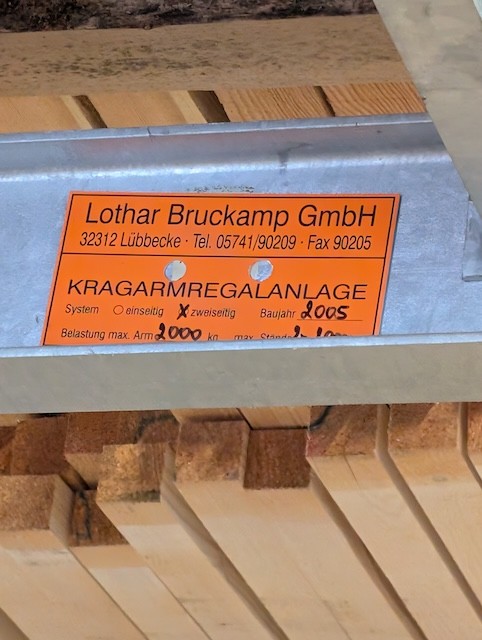 Lothar Bruckamp GmbH
32312 Lübbecke · Tel. 05741/90209 · Fax 90205
KRAGARMREGALANLAGE
System ○ einseitig X zweiseitig Baujahr 2005
Belastung max. Arm 2000 kg max.